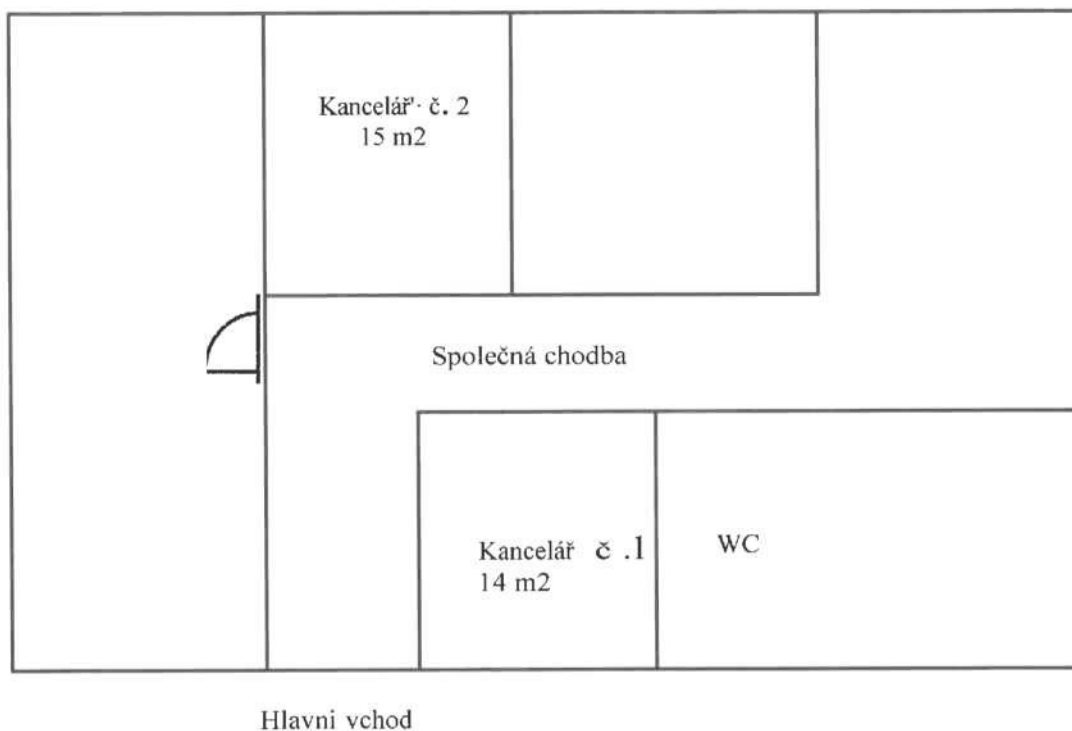 Kancelář č. 2
15 m2
Společná chodba
Kancelář č .1
14 m2
WC
Hlavni vchod